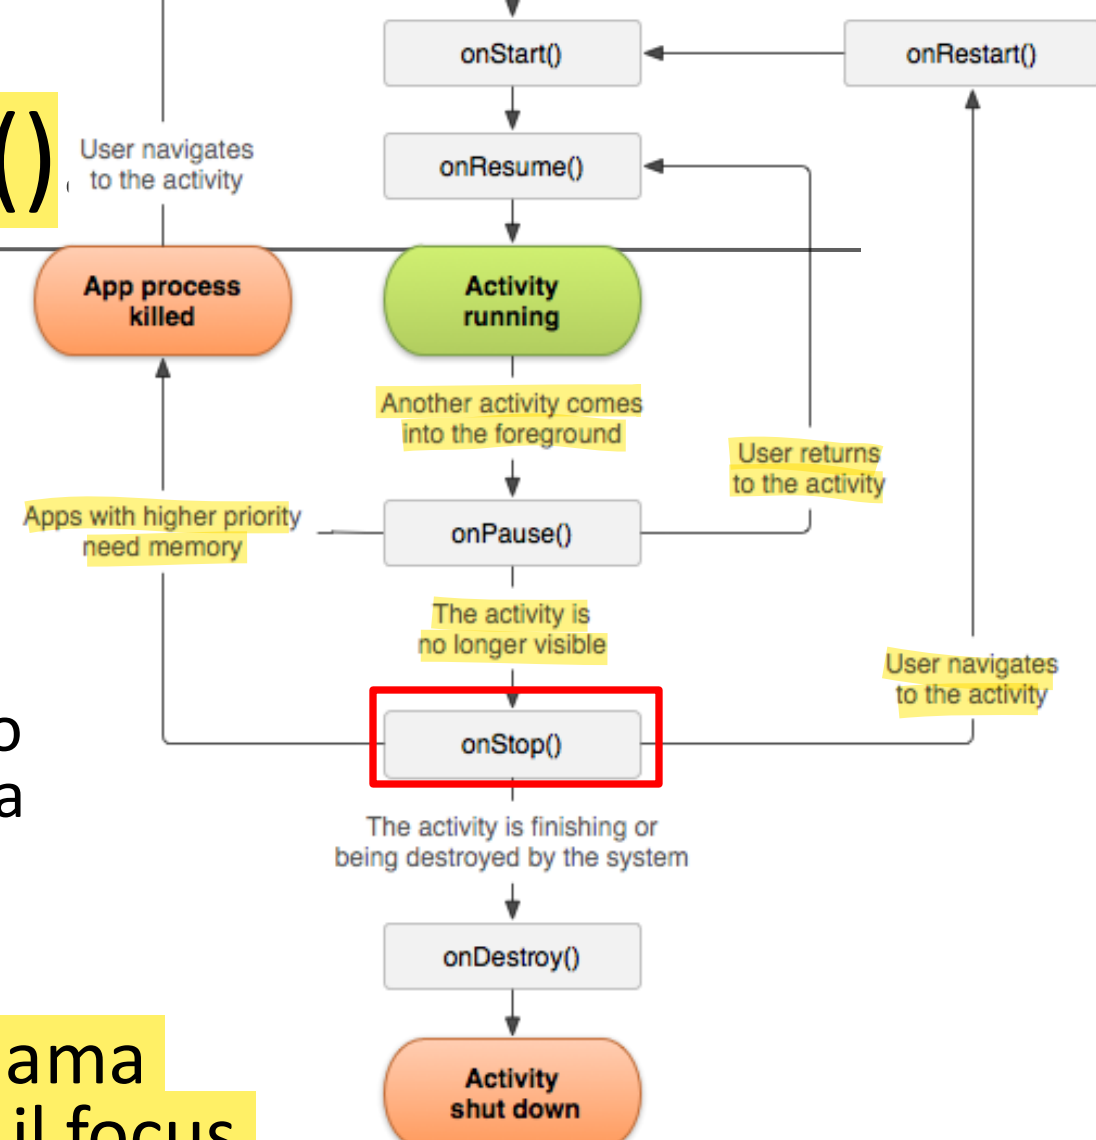 onStart()
onRestart()
()
User navigates
to the activity
onResume()
App process
killed
Activity
running
Another activity comes
into the foreground
User returns
to the activity
Apps with higher priority
need memory
onPause()
The activity is
no longer visible
User navigates
to the activity
o
onStop()
a
The activity is finishing or
being destroyed by the system
onDestroy()
ama
il focus
Activity
shut down